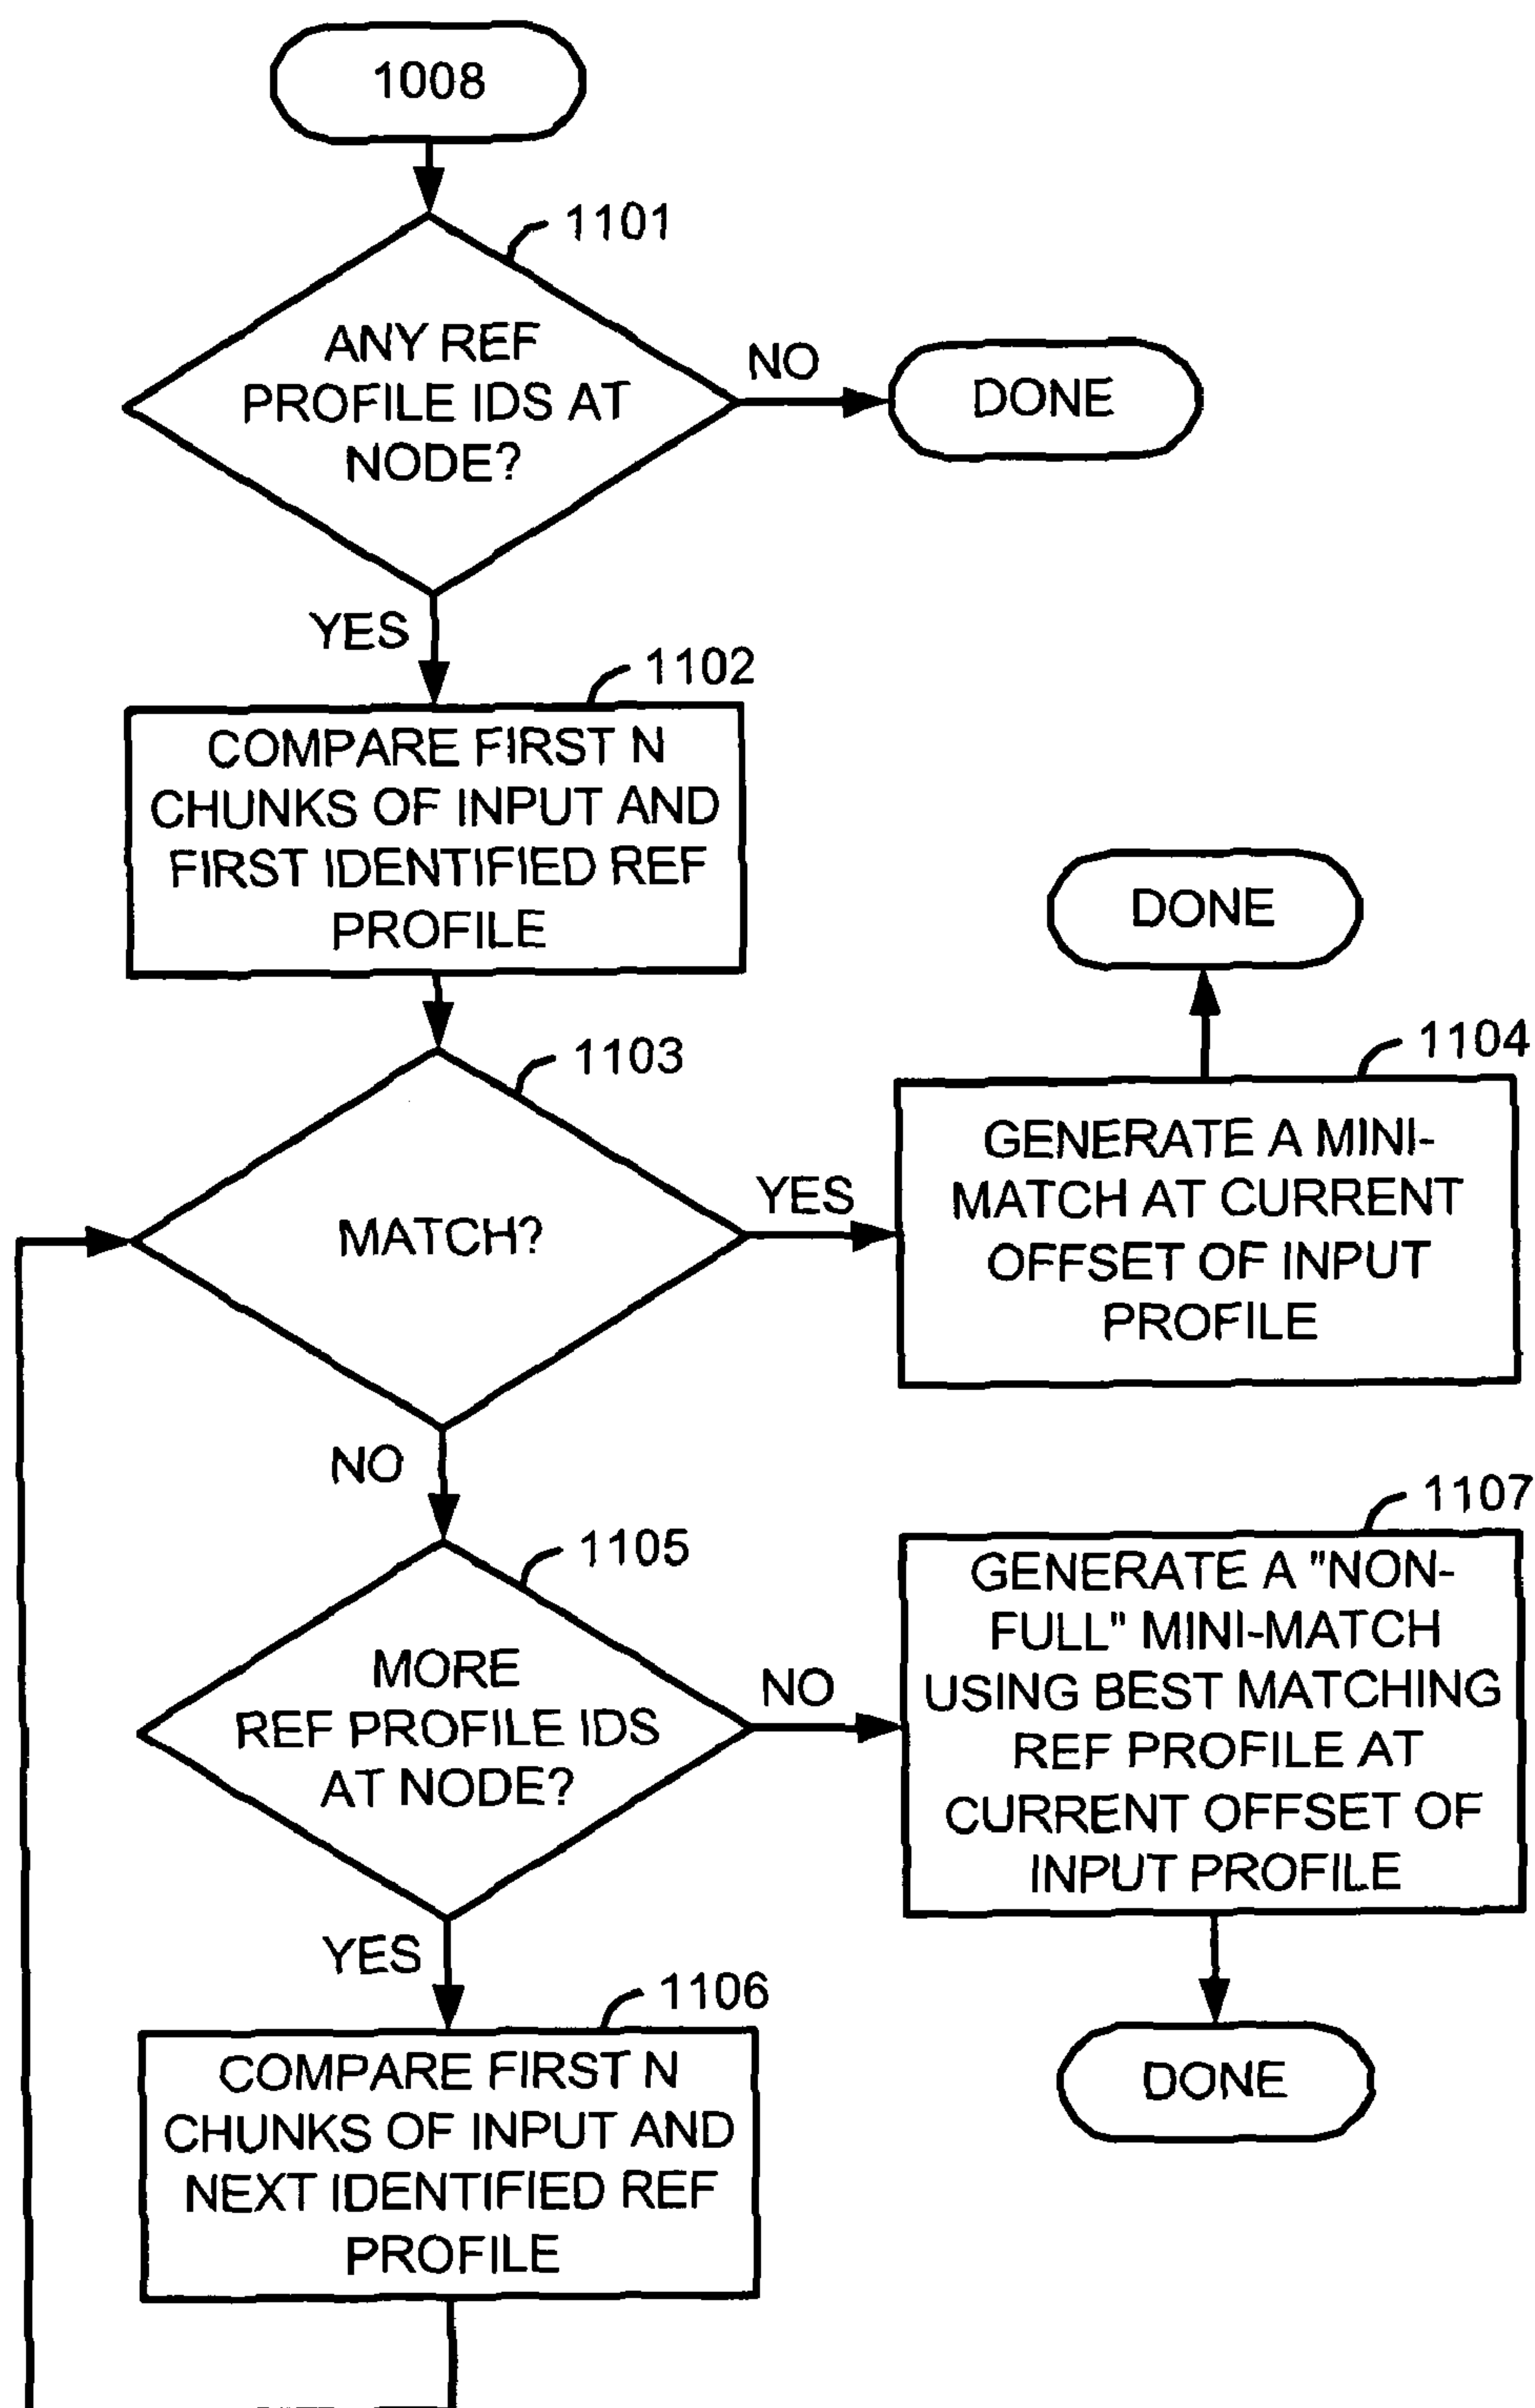 1008
1101
ANY REF
PROFILE IDS AT
NODE?
NO
DONE
YES
1102
COMPARE FIRST N
CHUNKS OF INPUT AND
FIRST IDENTIFIED REF
PROFILE
DONE
1103
MATCH?
YES
1104
GENERATE A MINI-
MATCH AT CURRENT
OFFSET OF INPUT
PROFILE
NO
1105
MORE
REF PROFILE IDS
AT NODE?
NO
1107
GENERATE A "NON-
FULL" MINI-MATCH
USING BEST MATCHING
REF PROFILE AT
CURRENT OFFSET OF
INPUT PROFILE
YES
1106
COMPARE FIRST N
CHUNKS OF INPUT AND
NEXT IDENTIFIED REF
PROFILE
DONE